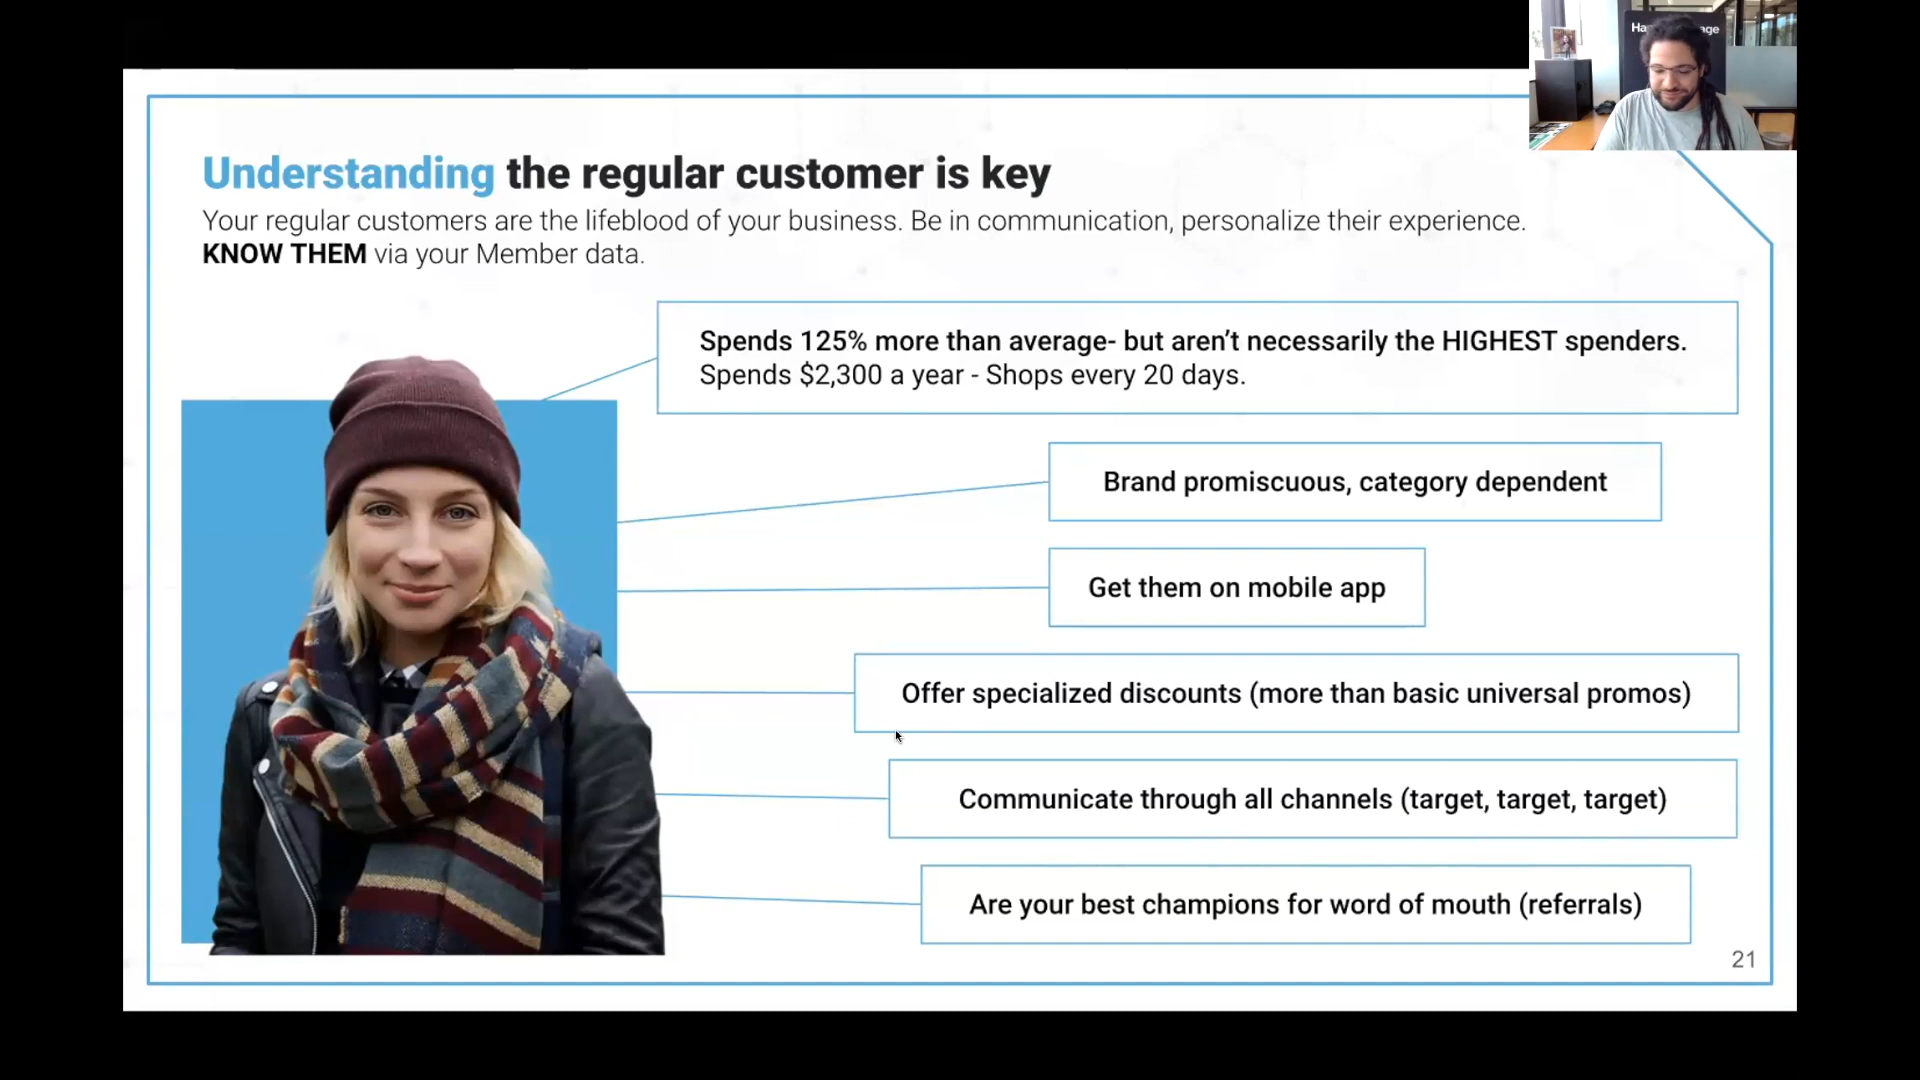 Understanding the regular customer is key
Your regular customers are the lifeblood of your business. Be in communication, personalize their experience.
KNOW THEM via your Member data.
Spends 125% more than average- but aren’t necessarily the HIGHEST spenders.
Spends $2,300 a year - Shops every 20 days.
Brand promiscuous, category dependent
Get them on mobile app
Offer specialized discounts (more than basic universal promos)
Communicate through all channels (target, target, target)
Are your best champions for word of mouth (referrals)
21